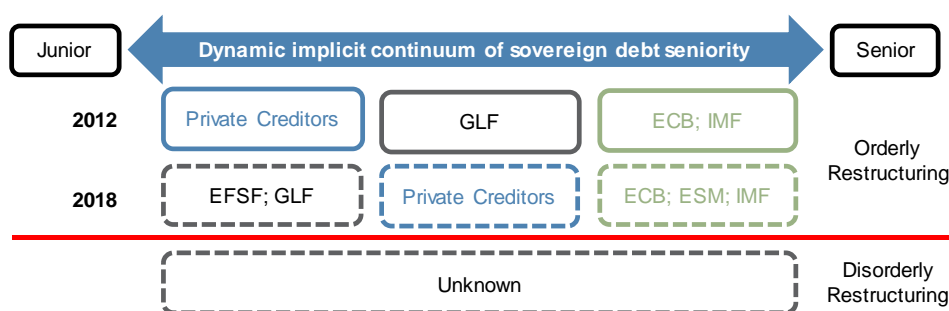 Junior
Dynamic implicit continuum of sovereign debt seniority
Senior
2012
Private Creditors
GLF
ECB; IMF
Orderly
Restructuring
2018
EFSF; GLF
Private Creditors
ECB; ESM; IMF
Unknown
Disorderly
Restructuring